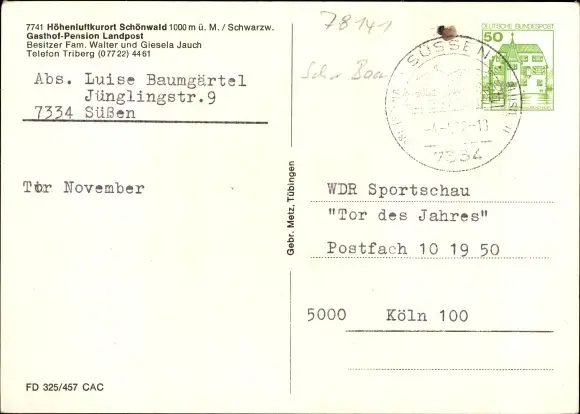 7741 Höhenluftkurort Schönwald 1000 m ü. M. / Schwarzw.
Gasthof-Pension Landpost
Besitzer Fam. Walter und Giesela Jauch
Telefon Triberg (07722) 4461
Abs. Luise Baumgärtel
Jünglingstr.9
7334 Süßen
Tor November
Gebr. Metz, Tübingen
78141
DEUTSCHE BUNDESPOST
50
SÜSSEN
7334
WDR Sportschau
"Tor des Jahres"
Postfach 10 19 50
5000 Köln 100
FD 325/457 CAC